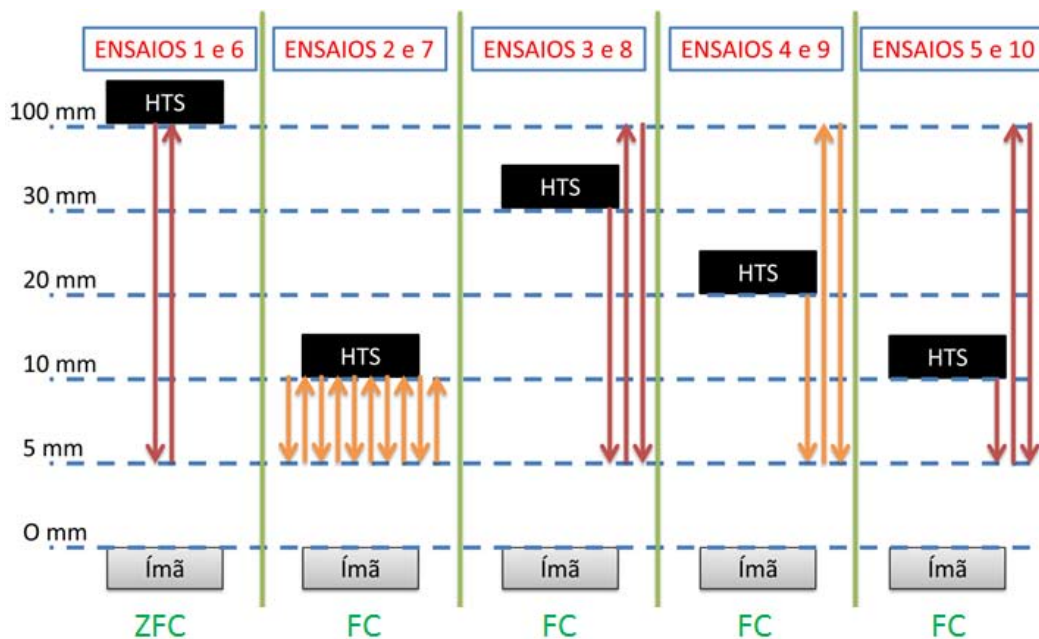 ENSAIOS 1 e 6
ENSAIOS 2 e 7
ENSAIOS 3 e 8
ENSAIOS 4 e 9
ENSAIOS 5 e 10
HTS
100 mm
HTS
30 mm
HTS
20 mm
HTS
HTS
10 mm
5 mm
O mm
Ímã
Ímã
Ímã
Ímã
Ímã
ZFC
FC
FC
FC
FC